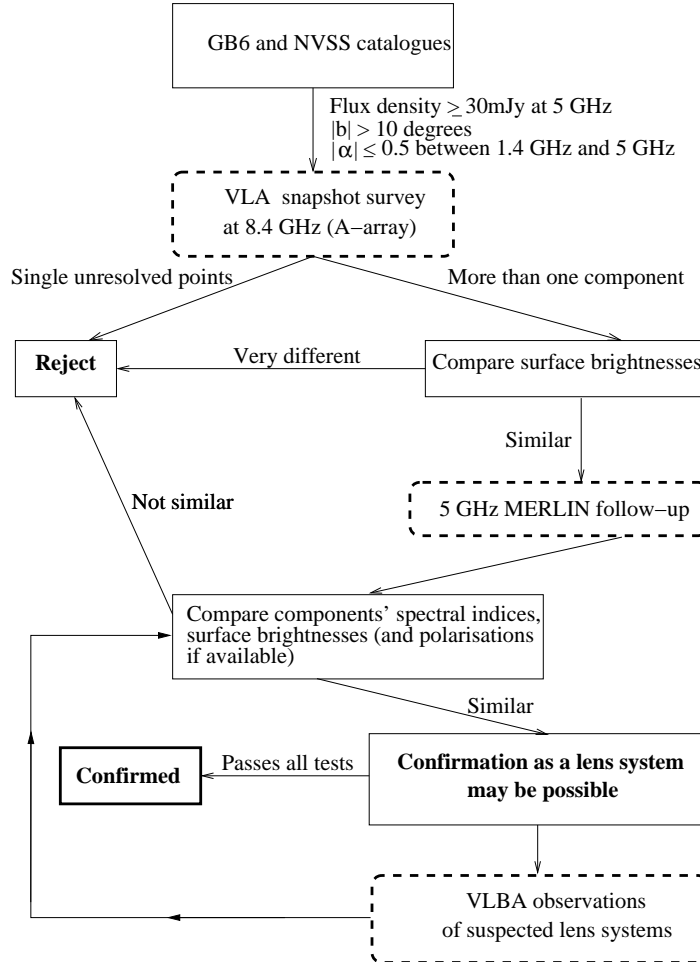 GB6 and NVSS catalogues
Flux density ≥ 30mJy at 5 GHz
|b| > 10 degrees
|α| ≤ 0.5 between 1.4 GHz and 5 GHz
VLA snapshot survey
at 8.4 GHz (A−array)
Single unresolved points
More than one component
Reject
Very different
Compare surface brightnesses
Similar
Not similar
5 GHz MERLIN follow−up
Compare components’ spectral indices,
surface brightnesses (and polarisations
if available)
Similar
Confirmed
Passes all tests
Confirmation as a lens system
may be possible
VLBA observations
of suspected lens systems